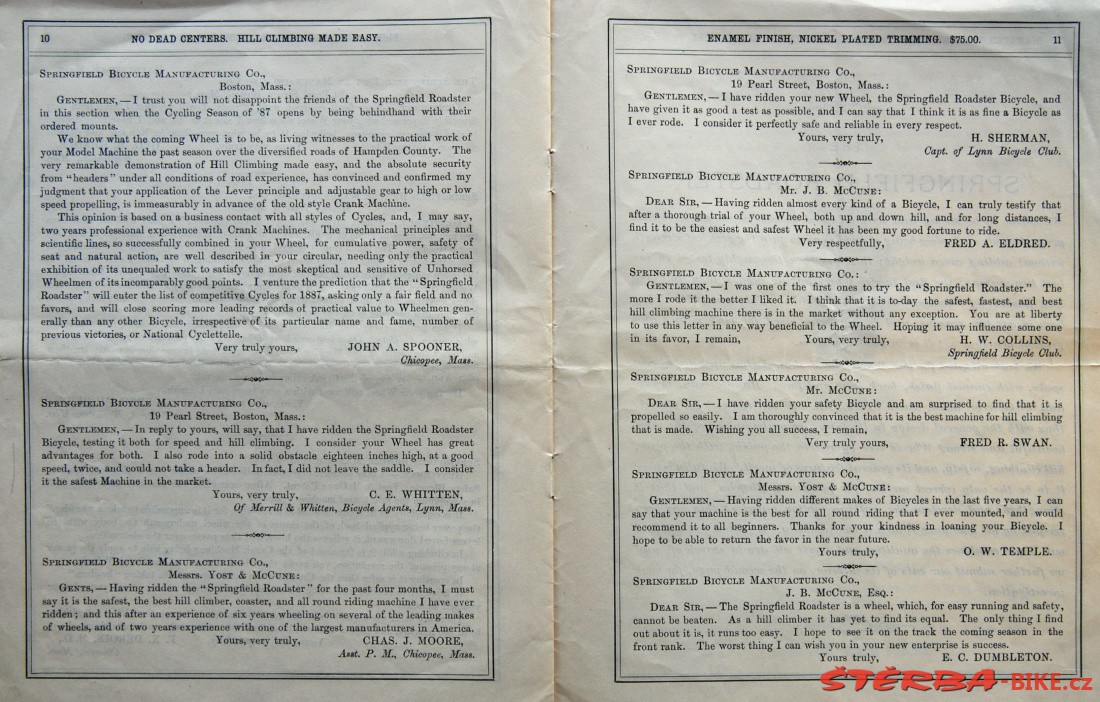 10 NO DEAD CENTERS. HILL CLIMBING MADE EASY.
SPRINGFIELD BICYCLE MANUFACTURING CO.,
Boston, Mass.:
GENTLEMEN,—I trust you will not disappoint the friends of the Springfield Roadster
in this section when the Cycling Season of '87 opens by being behindhand with their
ordered mounts.
We know what the coming Wheel is to be, as living witnesses to the practical work of
your Model Machine the past season over the diversified roads of Hampden County. The
very remarkable demonstration of Hill Climbing made easy, and the absolute security
from "headers" under all conditions of road experience, has convinced and confirmed my
judgment that your application of the Lever principle and adjustable gear to high or low
speed propelling, is immeasurably in advance of the old style Crank Machine.
This opinion is based on a business contact with all styles of Cycles, and, I may say,
two years professional experience with Crank Machines. The mechanical principles and
scientific lines, so successfully combined in your Wheel, for cumulative power, safety of
seat and natural action, are well described in your circular, needing only the practical
exhibition of its unequaled work to satisfy the most skeptical and sensitive of Unhorsed
Wheelmen of its incomparably good points. I venture the prediction that the "Springfield
Roadster" will enter the list of competitive Cycles for 1887, asking only a fair field and no
favors, and will close scoring more leading records of practical value to Wheelmen gen-
erally than any other Bicycle, irrespective of its particular name and fame, number of
previous victories, or National Cyclettelle.
Very truly yours, JOHN A. SPOONER,
Chicopee, Mass.
SPRINGFIELD BICYCLE MANUFACTURING CO.,
19 Pearl Street, Boston, Mass.:
GENTLEMEN,—In reply to yours, will say, that I have ridden the Springfield Roadster
Bicycle, testing it both for speed and hill climbing. I consider your Wheel has great
advantages for both. I also rode into a solid obstacle eighteen inches high, at a good
speed, twice, and could not take a header. In fact, I did not leave the saddle. I consider
it the safest Machine in the market.
Yours, very truly, C. E. WHITTEN,
Of Merrill & Whitten, Bicycle Agents, Lynn, Mass.
SPRINGFIELD BICYCLE MANUFACTURING CO.,
Messrs. YOST & MCCUNE:
GENTS,—Having ridden the "Springfield Roadster" for the past four months, I must
say it is the safest, the best hill climber, coaster, and all round riding machine I have ever
ridden; and this after an experience of six years wheeling on several of the leading makes
of wheels, and of two years experience with one of the largest manufacturers in America.
Yours, very truly, CHAS. J. MOORE,
Asst. P. M., Chicopee, Mass.
ENAMEL FINISH, NICKEL PLATED TRIMMING. $75.00. 11
SPRINGFIELD BICYCLE MANUFACTURING CO.,
19 Pearl Street, Boston, Mass.:
GENTLEMEN,—I have ridden your new Wheel, the Springfield Roadster Bicycle, and
have given it as good a test as possible, and I can say that I think it is as fine a Bicycle as
I ever rode. I consider it perfectly safe and reliable in every respect.
Yours, very truly, H. SHERMAN,
Capt. of Lynn Bicycle Club.
SPRINGFIELD BICYCLE MANUFACTURING CO.,
Mr. J. B. MCCUNE:
DEAR SIR,—Having ridden almost every kind of a Bicycle, I can truly testify that
after a thorough trial of your Wheel, both up and down hill, and for long distances, I
find it to be the easiest and safest Wheel it has been my good fortune to ride.
Very respectfully, FRED A. ELDRED.
SPRINGFIELD BICYCLE MANUFACTURING CO.:
GENTLEMEN,—I was one of the first ones to try the "Springfield Roadster." The
more I rode it the better I liked it. I think that it is to-day the safest, fastest, and best
hill climbing machine there is in the market without any exception. You are at liberty
to use this letter in any way beneficial to the Wheel. Hoping it may influence some one
in its favor, I remain, Yours, very truly, H. W. COLLINS,
Springfield Bicycle Club.
SPRINGFIELD BICYCLE MANUFACTURING CO.,
Mr. MCCUNE:
DEAR SIR,—I have ridden your safety Bicycle and am surprised to find that it is
propelled so easily. I am thoroughly convinced that it is the best machine for hill climbing
that is made. Wishing you all success, I remain,
Very truly yours, FRED R. SWAN.
SPRINGFIELD BICYCLE MANUFACTURING CO.,
Messrs. YOST & MCCUNE:
GENTLEMEN,—Having ridden different makes of Bicycles in the last five years, I can
say that your machine is the best for all round riding that I ever mounted, and would
recommend it to all beginners. Thanks for your kindness in loaning your Bicycle. I
hope to be able to return the favor in the near future.
Yours truly, O. W. TEMPLE.
SPRINGFIELD BICYCLE MANUFACTURING CO.,
J. B. MCCUNE, ESQ.:
DEAR SIR,—The Springfield Roadster is a wheel, which, for easy running and safety,
cannot be beaten. As a hill climber it has yet to find its equal. The only thing I find
out about it is, it runs too easy. I hope to see it on the track the coming season in the
front rank. The worst thing I can wish you in your new enterprise is success.
Yours truly, E. C. DUMBLETON.
ŠTĚRBA-BIKE.cz